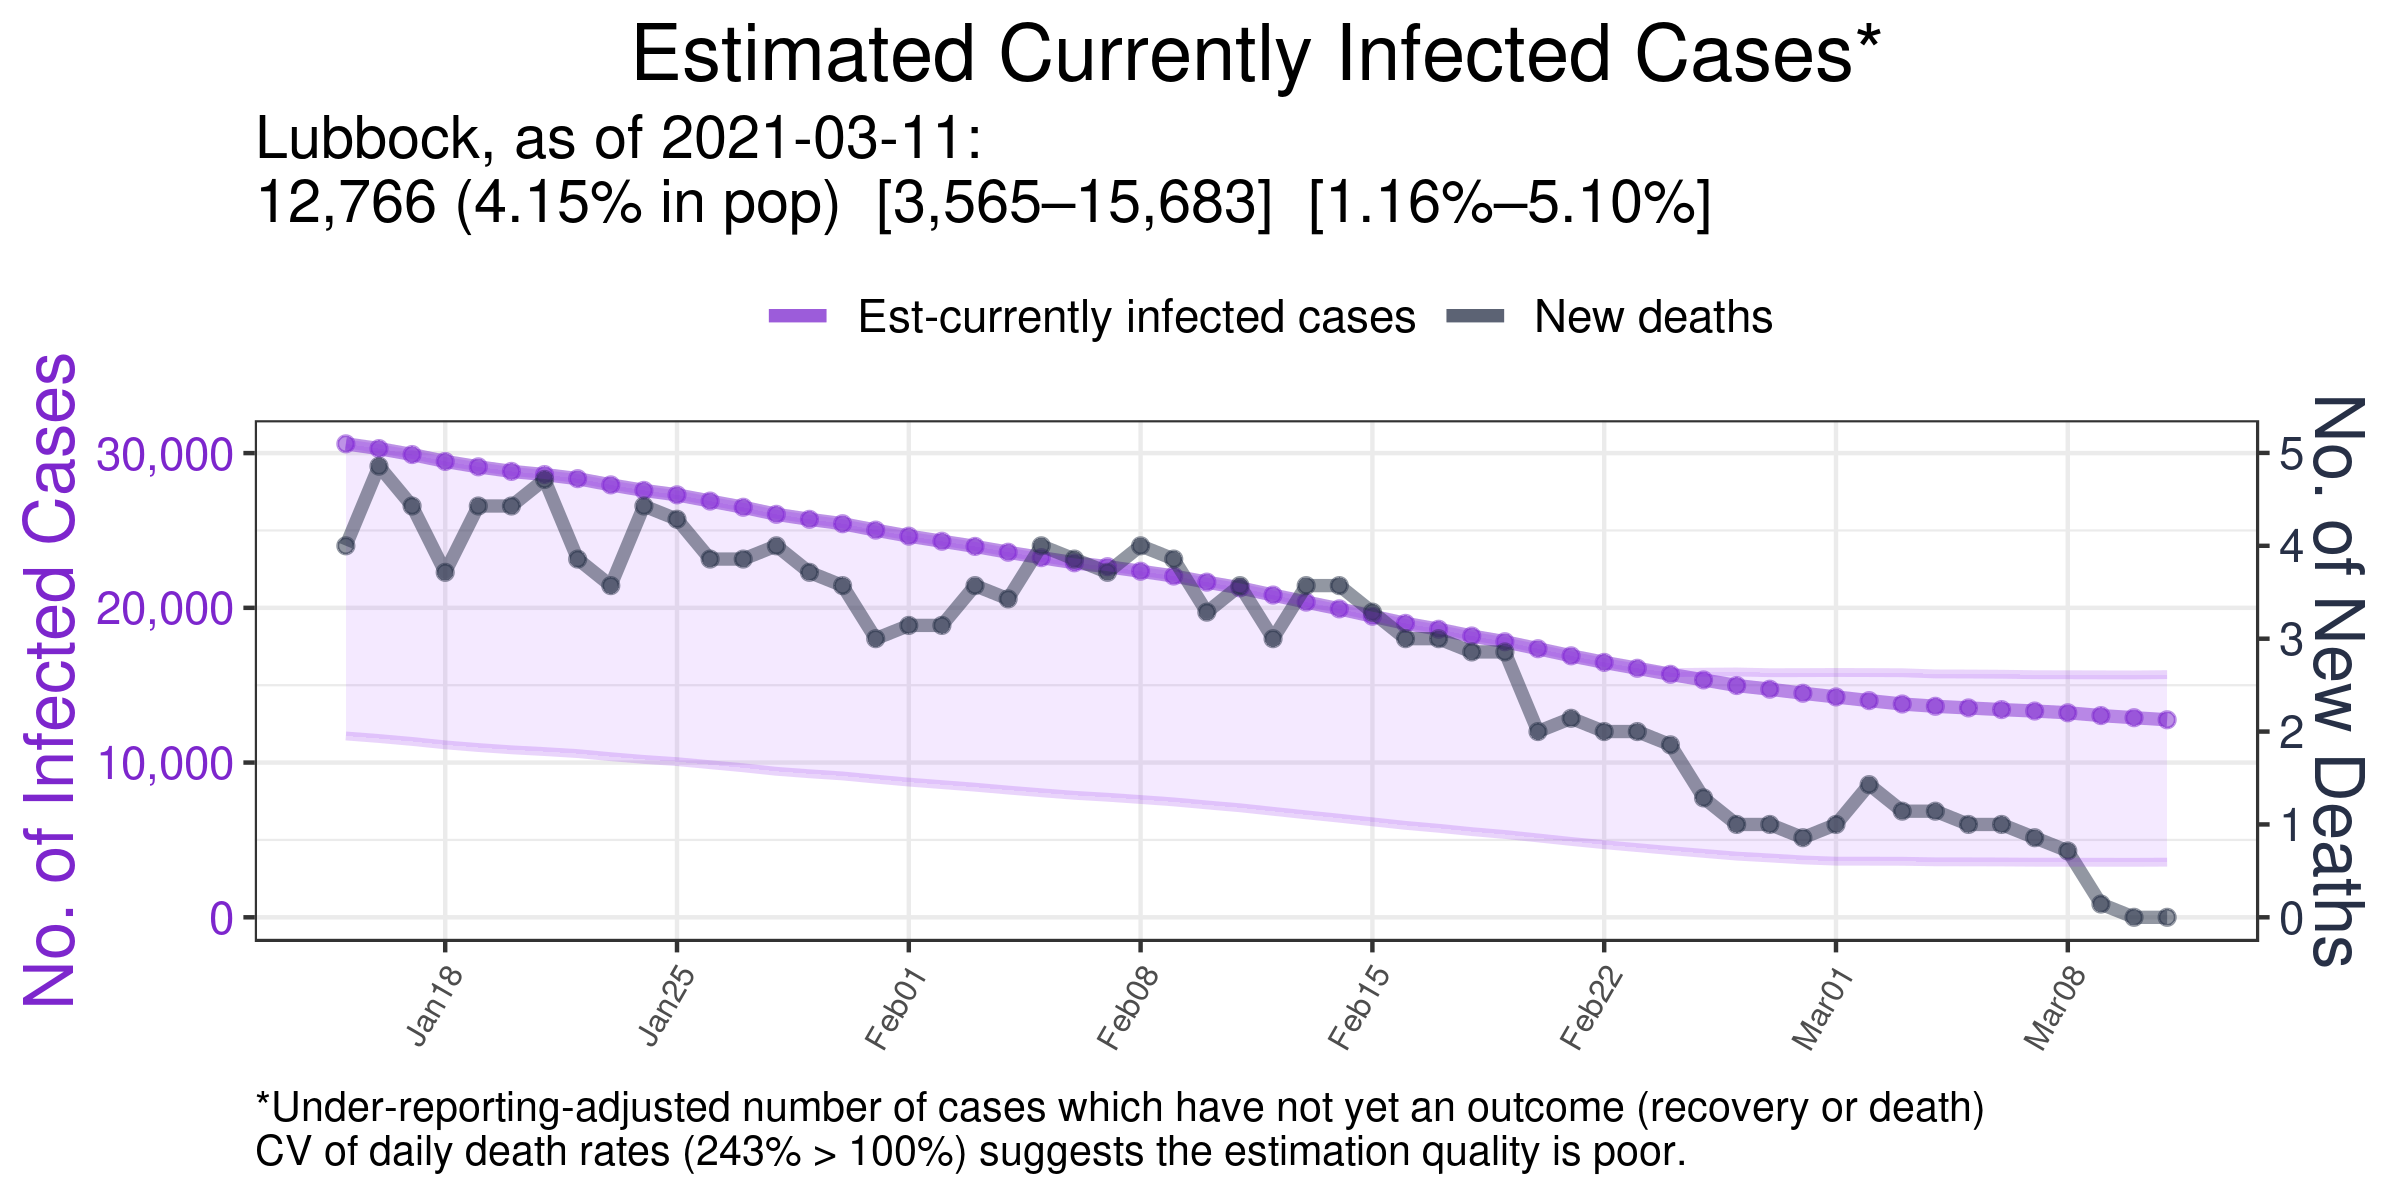 Estimated Currently Infected Cases*
Lubbock, as of 2021-03-11:
12,766 (4.15% in pop)  [3,565–15,683]  [1.16%–5.10%]
Est-currently infected cases
New deaths
No. of Infected Cases
30,000
20,000
10,000
0
5
4
3
2
1
0
No. of New Deaths
Jan18
Jan25
Feb01
Feb08
Feb15
Feb22
Mar01
Mar08
*Under-reporting-adjusted number of cases which have not yet an outcome (recovery or death)
CV of daily death rates (243% > 100%) suggests the estimation quality is poor.